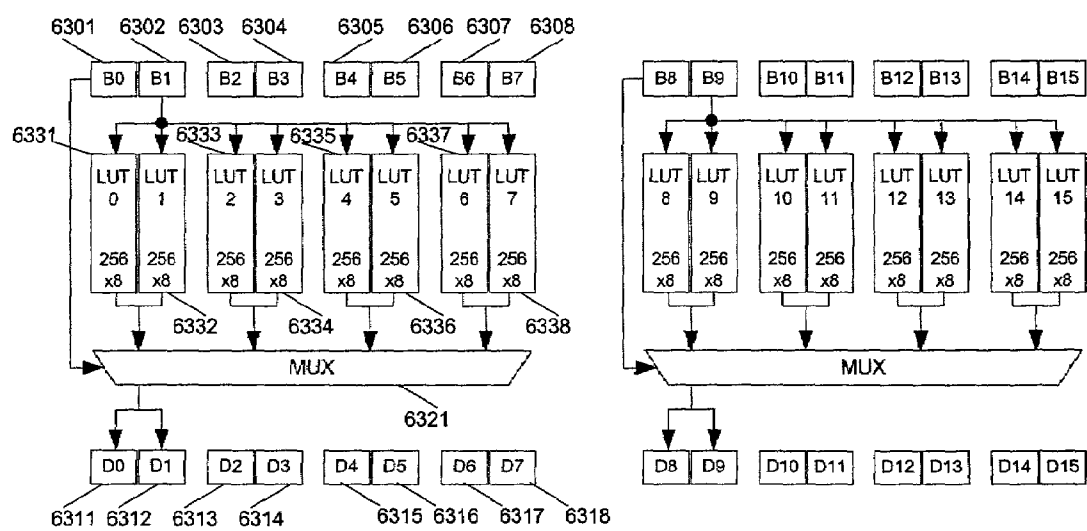 6301 6302 6303 6304 6305 6306 6307 6308
B0 B1 B2 B3 B4 B5 B6 B7 B8 B9 B10 B11 B12 B13 B14 B15
6331 6333 6335 6337
LUT LUT LUT LUT LUT LUT LUT LUT LUT LUT LUT LUT LUT LUT LUT LUT
0 1 2 3 4 5 6 7 8 9 10 11 12 13 14 15
256 256 256 256 256 256 256 256 256 256 256 256 256 256 256 256
x8 x8 x8 x8 x8 x8 x8 x8 x8 x8 x8 x8 x8 x8 x8 x8
6332 6334 6336 6338
MUX MUX
6321
D0 D1 D2 D3 D4 D5 D6 D7 D8 D9 D10 D11 D12 D13 D14 D15
6311 6312 6313 6314 6315 6316 6317 6318